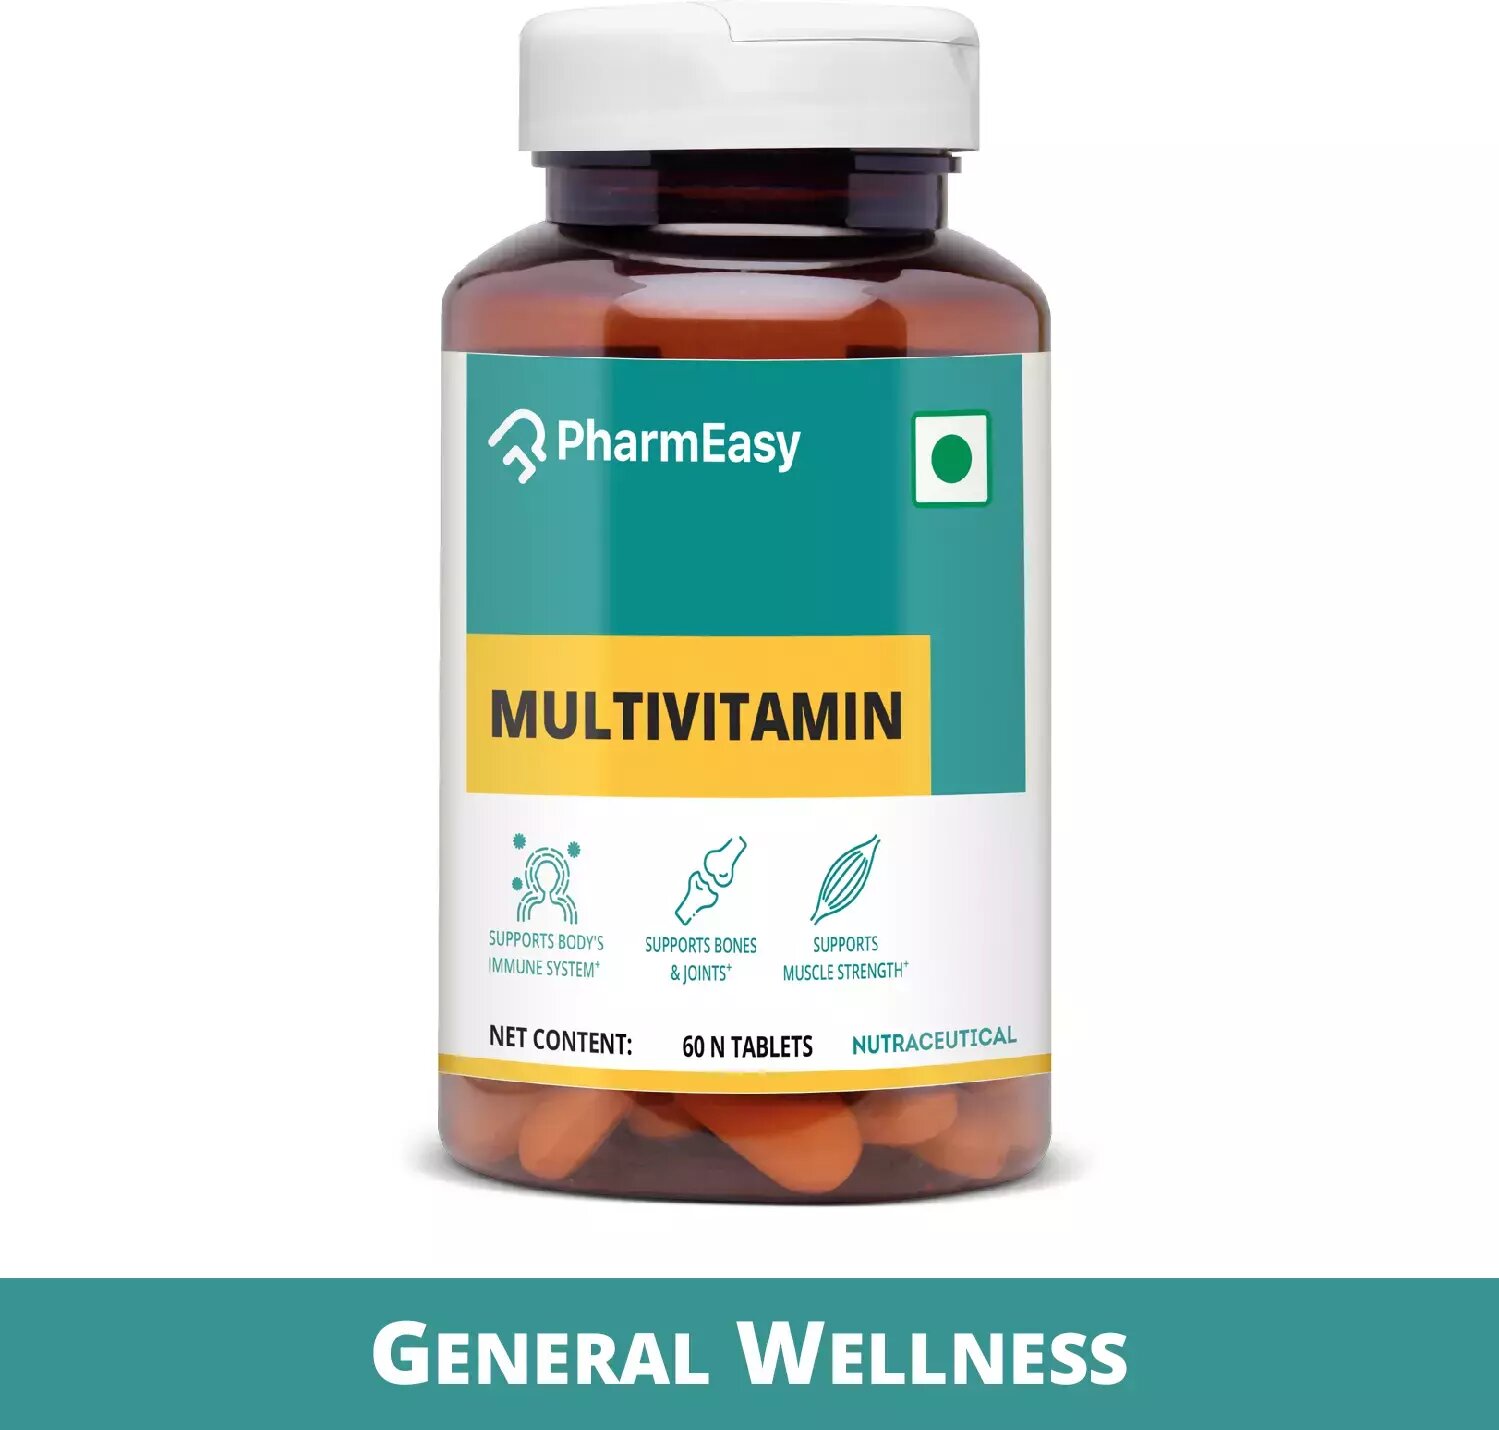 PharmEasy
MULTIVITAMIN
SUPPORTS BODY'S
IMMUNE SYSTEM+
SUPPORTS BONES
& JOINTS+
SUPPORTS
MUSCLE STRENGTH+
NET CONTENT: 60 N TABLETS NUTRACEUTICAL
GENERAL WELLNESS